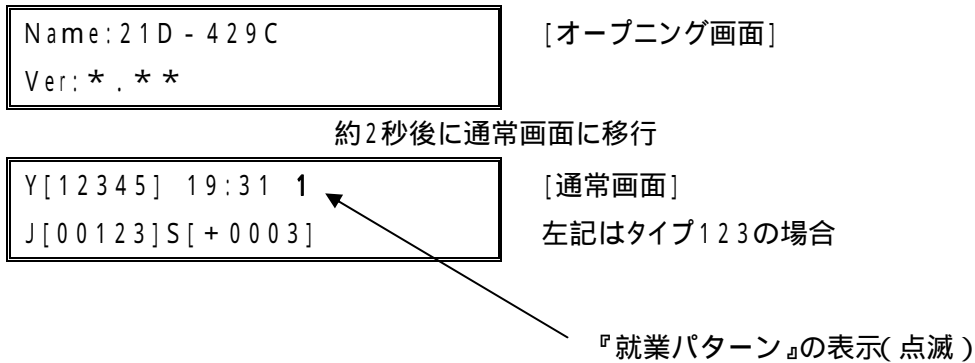 Name:21D-429C
[オープニング画面]
Ver:*.**
約2秒後に通常画面に移行
Y[12345] 19:31 1
[通常画面]
J[00123]S[+0003]
左記はタイプ123の場合
『就業パターン』の表示(点滅)